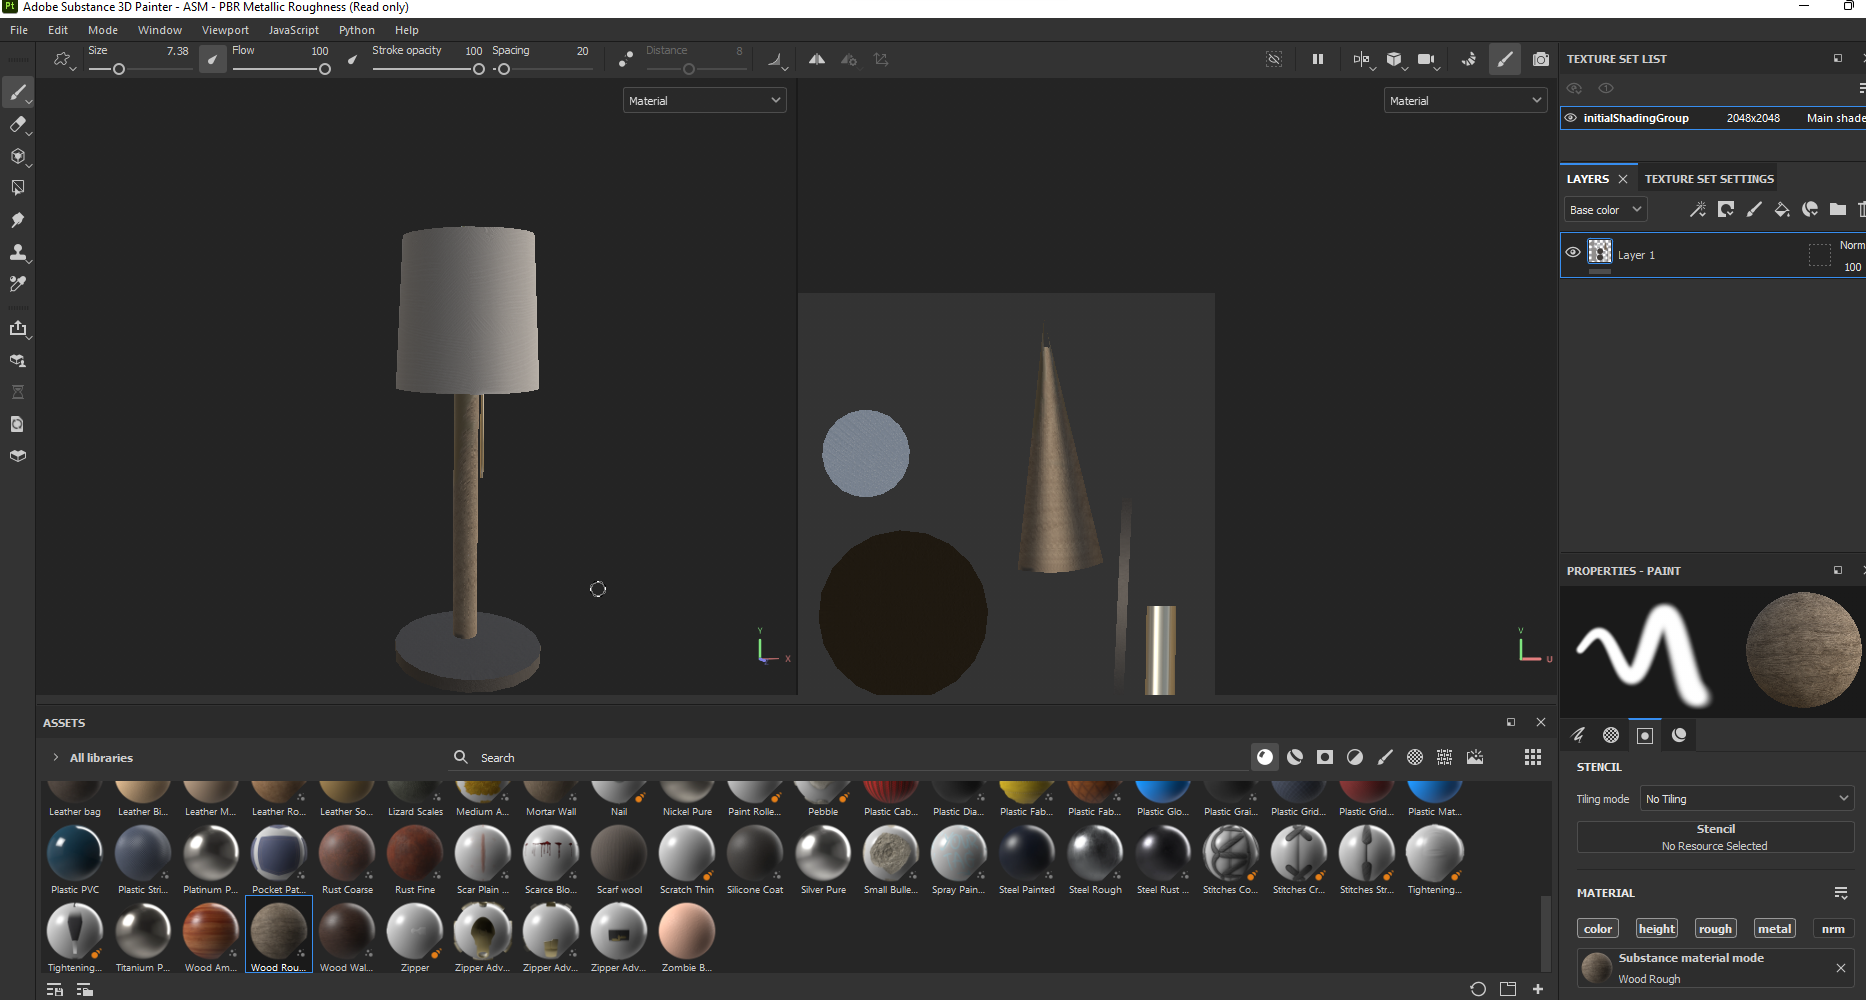 Pt Adobe Substance 3D Painter - ASM - PBR Metallic Roughness (Read only)
File Edit Mode Window Viewport JavaScript Python Help
Size 7.38 Flow 100 Stroke opacity 100 Spacing 20 Distance 8
Material
Material
Y
X
V
U
TEXTURE SET LIST
initialShadingGroup 2048x2048 Main shade
LAYERS TEXTURE SET SETTINGS
Base color
Norm
Layer 1
100
PROPERTIES - PAINT
STENCIL
Tiling mode No Tiling
Stencil
No Resource Selected
MATERIAL
color height rough metal nrm
Substance material mode
Wood Rough
ASSETS
All libraries Search
Leather bag Leather Bi... Leather M... Leather Ro... Leather So... Lizard Scales Medium A... Mortar Wall Nail Nickel Pure Paint Rolle... Pebble Plastic Cab... Plastic Dia... Plastic Fab... Plastic Fab... Plastic Glo... Plastic Grai... Plastic Grid... Plastic Grid... Plastic Mat...
Plastic PVC Plastic Stri... Platinum P... Pocket Pat... Rust Coarse Rust Fine Scar Plain ... Scarce Blo... Scarf wool Scratch Thin Silicone Coat Silver Pure Small Bulle... Spray Pain... Steel Painted Steel Rough Steel Rust ... Stitches Co... Stitches Cr... Stitches Str... Tightening...
Tightening... Titanium P... Wood Am... Wood Rou... Wood Wal... Zipper Zipper Adv... Zipper Adv... Zipper Adv... Zombie B...